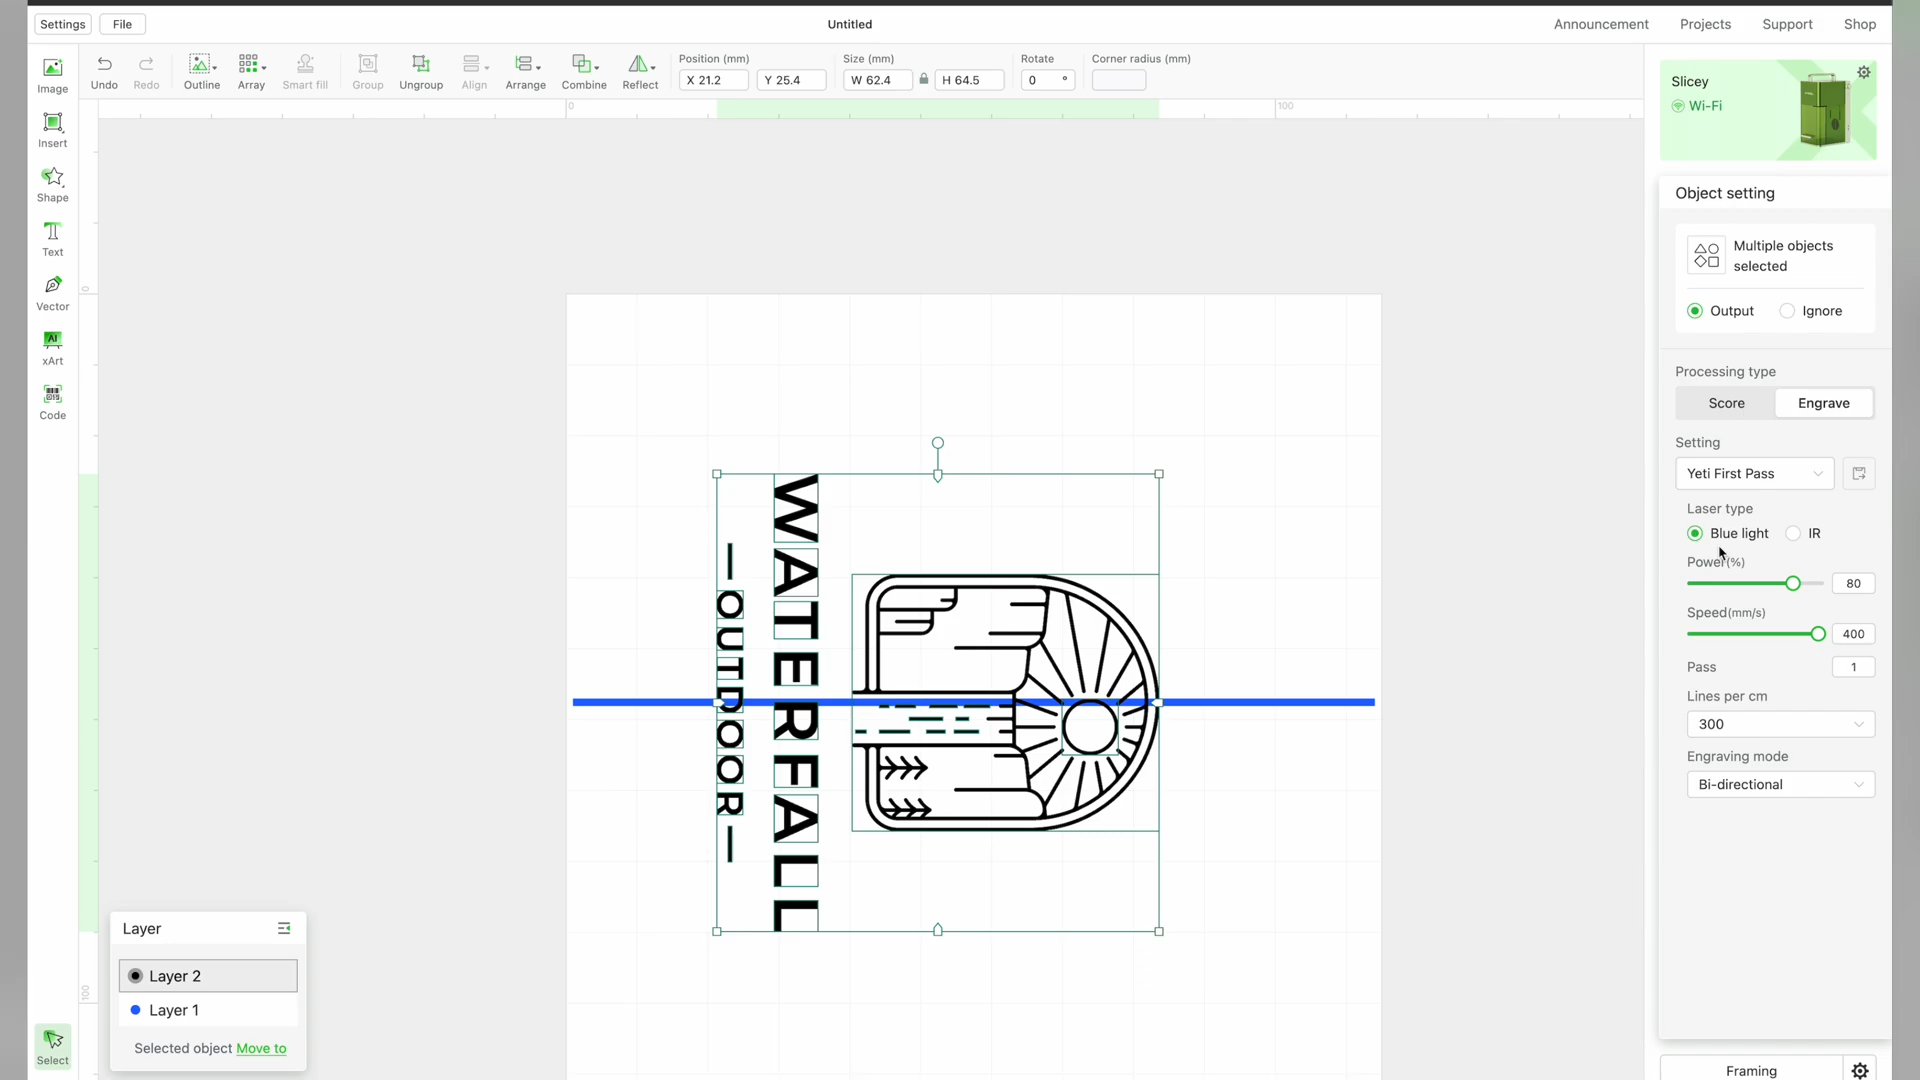 Settings File Untitled Announcement Projects Support Shop
Image
Insert
Shape
Text
Vector
AI
xArt
Code
Select
Undo Redo Outline Array Smart fill Group Ungroup Align Arrange Combine Reflect
Position (mm) Size (mm) Rotate Corner radius (mm)
X 21.2 Y 25.4 W 62.4 H 64.5 0 °
0 100
0
100
WATERFALL
— OUTDOOR —
Layer
Layer 2
Layer 1
Selected object Move to
Slicey
Wi-Fi
Object setting
Multiple objects
selected
Output Ignore
Processing type
Score Engrave
Setting
Yeti First Pass
Laser type
Blue light IR
Power(%)
80
Speed(mm/s)
400
Pass 1
Lines per cm
300
Engraving mode
Bi-directional
Framing